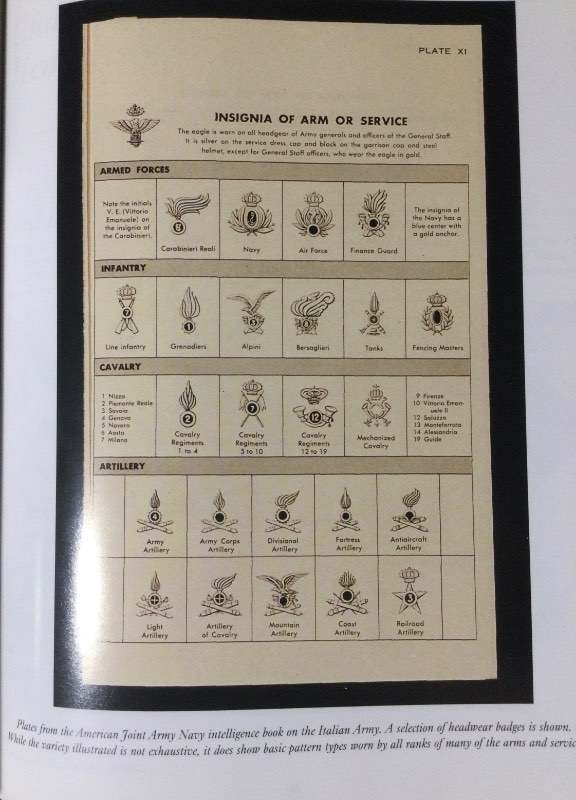 PLATE XI
INSIGNIA OF ARM OR SERVICE
The eagle is worn on all headgear of Army generals and officers of the General Staff.
It is silver on the service dress cap and black on the garrison cap and steel
helmet, except for General Staff officers, who wear the eagle in gold.
ARMED FORCES
Note the initials
V. E. (Vittorio
Emanuele) on
the insignia of
the Carabinieri.
Carabinieri Reali
Navy
Air Force
Finance Guard
The insignia of
the Navy has a
blue center with
a gold anchor.
INFANTRY
7
1
Line infantry
Grenadiers
Alpini
Bersaglieri
Tanks
Fencing Masters
CAVALRY
1 Nizza
2 Piemonte Reale
3 Savoia
4 Genova
5 Novara
6 Aosta
7 Milano
2
Cavalry
Regiments
1 to 4
7
Cavalry
Regiments
5 to 10
12
Cavalry
Regiments
12 to 19
Mechanized
Cavalry
9 Firenze
10 Vittorio Eman-
uele II
12 Saluzzo
13 Monteferrato
14 Alessandria
19 Guide
ARTILLERY
4
Army
Artillery
Army Corps
Artillery
Divisional
Artillery
Fortress
Artillery
Antiaircraft
Artillery
Light
Artillery
Artillery
of Cavalry
Mountain
Artillery
Coast
Artillery
3
Railroad
Artillery
Plates from the American Joint Army Navy intelligence book on the Italian Army. A selection of headwear badges is shown.
While the variety illustrated is not exhaustive, it does show basic pattern types worn by all ranks of many of the arms and servic